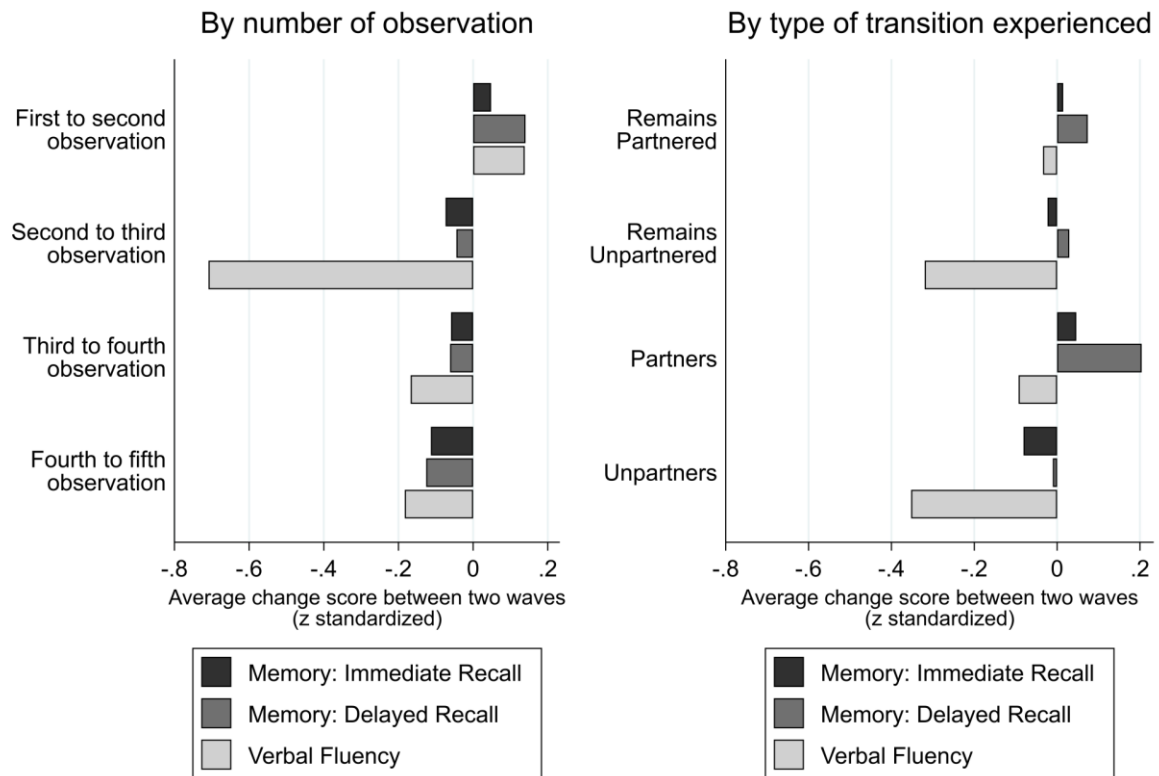 By number of observation
First to second
observation
Second to third
observation
Third to fourth
observation
Fourth to fifth
observation
-.8 -.6 -.4 -.2 0 .2
Average change score between two waves
(z standardized)
Memory: Immediate Recall
Memory: Delayed Recall
Verbal Fluency
By type of transition experienced
Remains
Partnered
Remains
Unpartnered
Partners
Unpartners
-.8 -.6 -.4 -.2 0 .2
Average change score between two waves
(z standardized)
Memory: Immediate Recall
Memory: Delayed Recall
Verbal Fluency